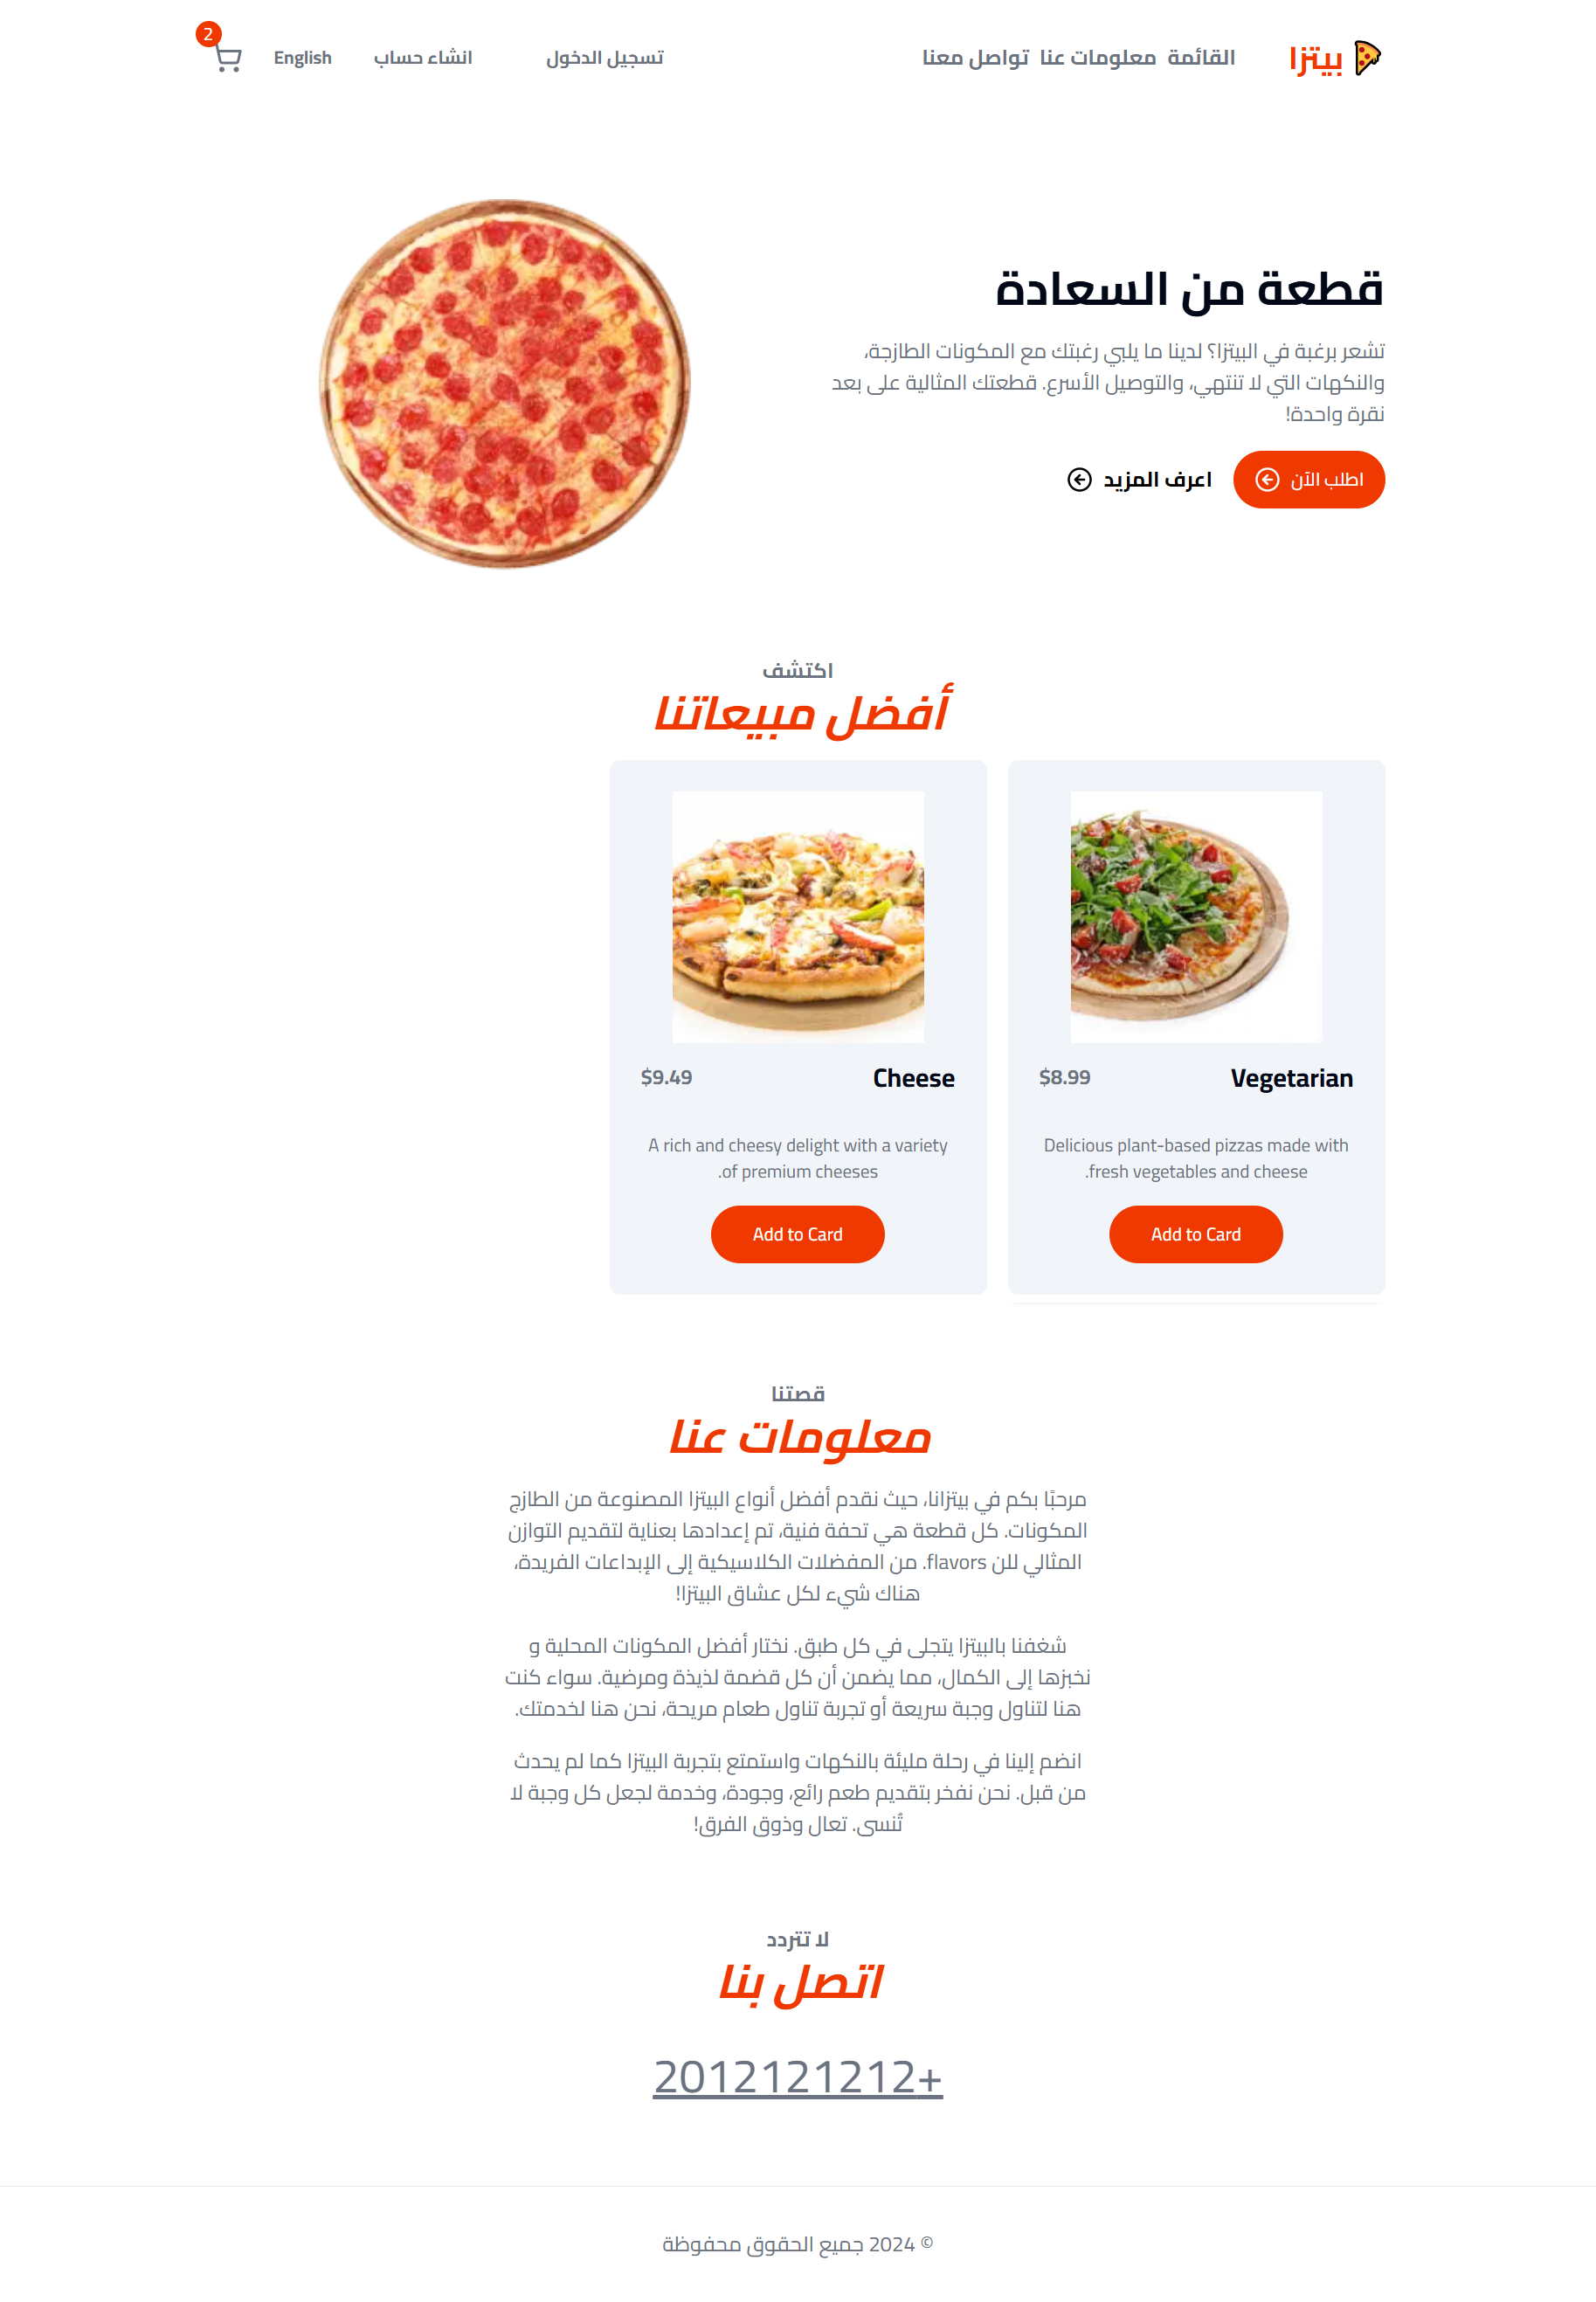 بيتزا
القائمة معلومات عنا تواصل معنا
تسجيل الدخول
انشاء حساب
English
2
قطعة من السعادة
تشعر برغبة في البيتزا؟ لدينا ما يلبي رغبتك مع المكونات الطازجة،
والنكهات التي لا تنتهي، والتوصيل الأسرع. قطعتك المثالية على بعد
نقرة واحدة!
اطلب الآن
اعرف المزيد
اكتشف
أفضل مبيعاتنا
Vegetarian
$8.99
Delicious plant-based pizzas made with
.fresh vegetables and cheese
Add to Card
Cheese
$9.49
A rich and cheesy delight with a variety
.of premium cheeses
Add to Card
قصتنا
معلومات عنا
مرحبًا بكم في بيتزانا، حيث نقدم أفضل أنواع البيتزا المصنوعة من الطازج
المكونات. كل قطعة هي تحفة فنية، تم إعدادها بعناية لتقديم التوازن
المثالي للن flavors. من المفضلات الكلاسيكية إلى الإبداعات الفريدة،
هناك شيء لكل عشاق البيتزا!
شغفنا بالبيتزا يتجلى في كل طبق. نختار أفضل المكونات المحلية و
نخبزها إلى الكمال، مما يضمن أن كل قضمة لذيذة ومرضية. سواء كنت
هنا لتناول وجبة سريعة أو تجربة تناول طعام مريحة، نحن هنا لخدمتك.
انضم إلينا في رحلة مليئة بالنكهات واستمتع بتجربة البيتزا كما لم يحدث
من قبل. نحن نفخر بتقديم طعم رائع، وجودة، وخدمة لجعل كل وجبة لا
تُنسى. تعال وذوق الفرق!
لا تتردد
اتصل بنا
2012121212+
© 2024 جميع الحقوق محفوظة